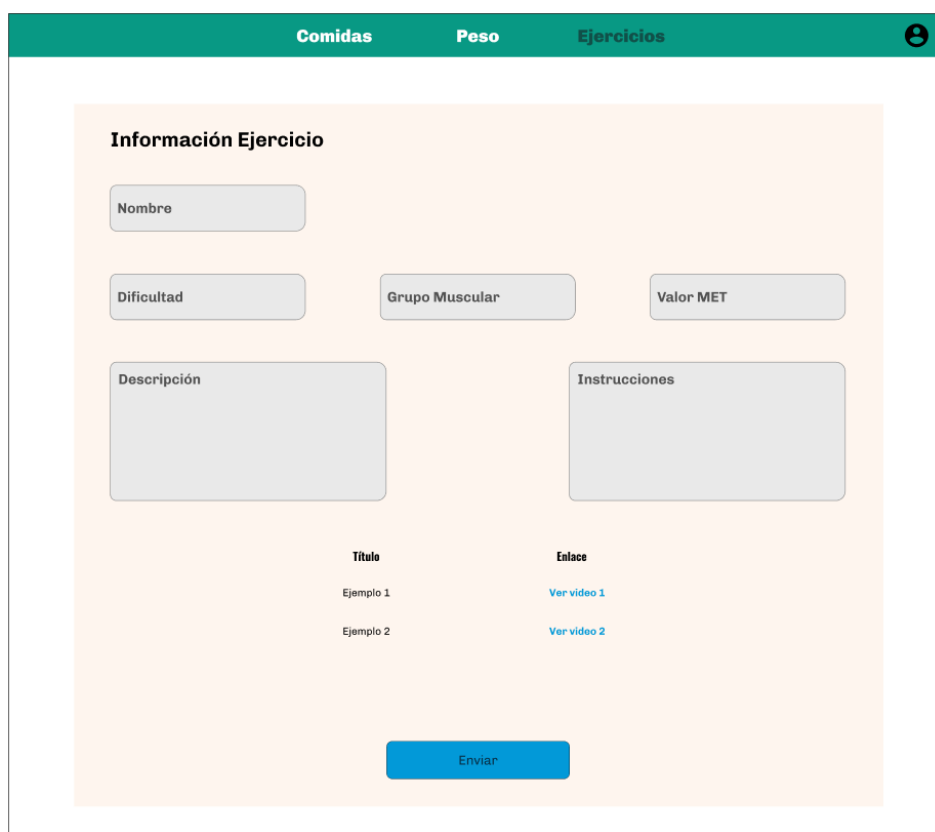 Comidas Peso Ejercicios
Información Ejercicio
Nombre
Dificultad Grupo Muscular Valor MET
Descripción Instrucciones
Título Enlace
Ejemplo 1 Ver video 1
Ejemplo 2 Ver video 2
Enviar